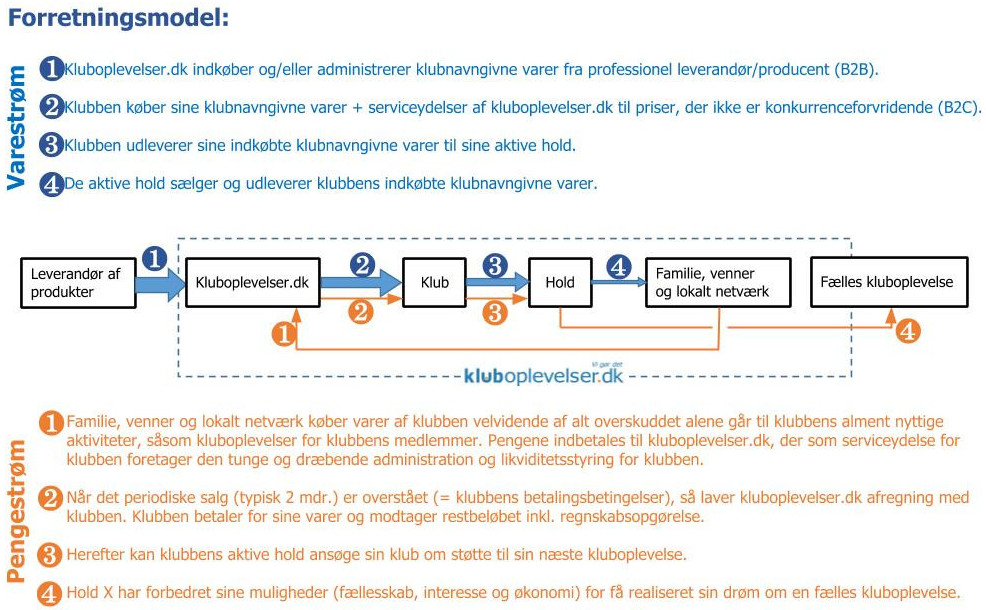 Forretningsmodel:
Varestrøm
1 Kluboplevelser.dk indkøber og/eller administrerer klubnavngivne varer fra professionel leverandør/producent (B2B).
2 Klubben køber sine klubnavngivne varer + serviceydelser af kluboplevelser.dk til priser, der ikke er konkurrenceforvridende (B2C).
3 Klubben udleverer sine indkøbte klubnavngivne varer til sine aktive hold.
4 De aktive hold sælger og udleverer klubbens indkøbte klubnavngivne varer.
1
2
3
4
Leverandør af
produkter
Kluboplevelser.dk
Klub
Hold
Familie, venner
og lokalt netværk
Fælles kluboplevelse
1
2
3
4
Vi gør det
kluboplevelser.dk
Pengestrøm
1 Familie, venner og lokalt netværk køber varer af klubben velvidende af alt overskuddet alene går til klubbens alment nyttige
aktiviteter, såsom kluboplevelser for klubbens medlemmer. Pengene indbetales til kluboplevelser.dk, der som serviceydelse for
klubben foretager den tunge og dræbende administration og likviditetsstyring for klubben.
2 Når det periodiske salg (typisk 2 mdr.) er overstået (= klubbens betalingsbetingelser), så laver kluboplevelser.dk afregning med
klubben. Klubben betaler for sine varer og modtager restbeløbet inkl. regnskabsopgørelse.
3 Herefter kan klubbens aktive hold ansøge sin klub om støtte til sin næste kluboplevelse.
4 Hold X har forbedret sine muligheder (fællesskab, interesse og økonomi) for få realiseret sin drøm om en fælles kluboplevelse.